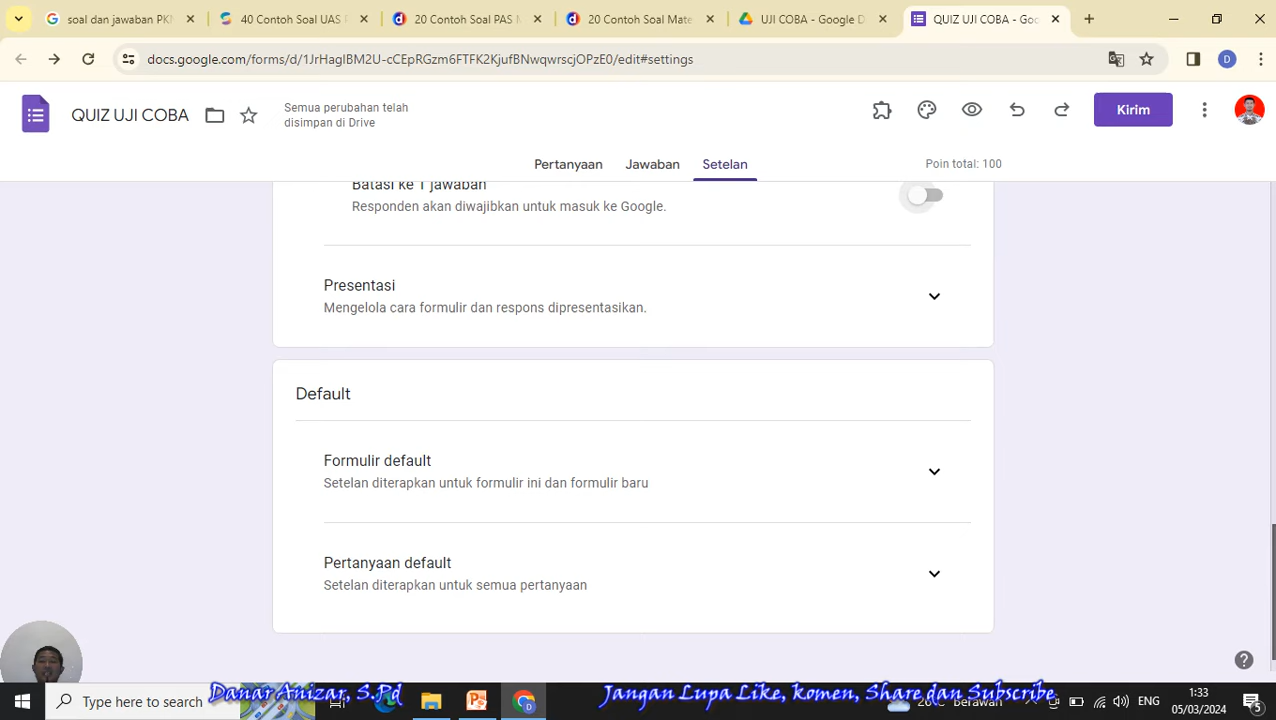 soal dan jawaban PKN
40 Contoh Soal UAS
20 Contoh Soal PAS M
20 Contoh Soal Mate
UJI COBA - Google D
QUIZ UJI COBA - Goo
docs.google.com/forms/d/1JrHagIBM2U-cCEpRGzm6FTFK2KjufBNwqwrscjOPzE0/edit#settings
D
QUIZ UJI COBA
Semua perubahan telah
disimpan di Drive
Kirim
Pertanyaan
Jawaban
Setelan
Poin total: 100
Batasi ke 1 jawaban
Responden akan diwajibkan untuk masuk ke Google.
Presentasi
Mengelola cara formulir dan respons dipresentasikan.
Default
Formulir default
Setelan diterapkan untuk formulir ini dan formulir baru
Pertanyaan default
Setelan diterapkan untuk semua pertanyaan
Type here to search
Danar Anizar, S.Pd
Jangan Lupa Like, komen, Share dan Subscribe
Berawan
ENG
1:33
05/03/2024
5